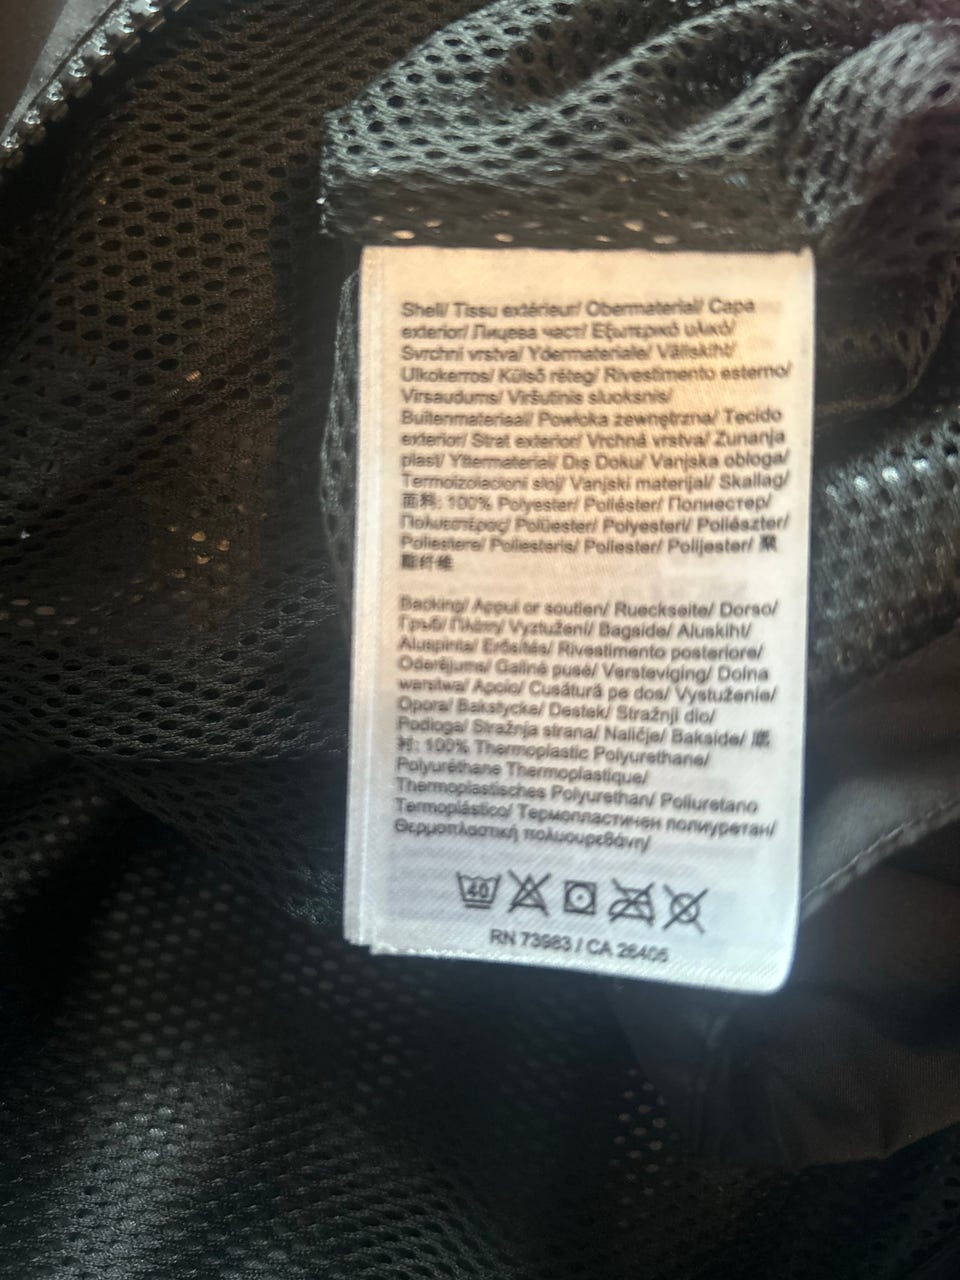 Shell/ Tissu extérieur/ Obermaterial/ Capa
exterior/ Лицева част/ Εξωτερικό υλικό/
Svrchní vrstva/ Ydermateriale/ Väliskiht/
Ulkokerros/ Külső réteg/ Rivestimento esterno/
Virsaudums/ Viršutinis sluoksnis/
Buitenmateriaal/ Powłoka zewnętrzna/ Tecido
exterior/ Strat exterior/ Vrchná vrstva/ Zunanja
plast/ Yttermaterial/ Dış Doku/ Vanjska obloga/
Termoizolacioni sloj/ Vanjski materijal/ Skallag/
面料: 100% Polyester/ Poliéster/ Полиестер/
Πολυεστέρας/ Polüester/ Polyesteri/ Poliészter/
Poliestere/ Poliesteris/ Poliester/ Polijester/ 聚
酯纤维
Backing/ Appui or soutien/ Rueckseite/ Dorso/
Гръб/ Πλάτη/ Vyztužení/ Bagside/ Aluskiht/
Aluspinta/ Erősítés/ Rivestimento posteriore/
Oderējums/ Galinė pusė/ Versteviging/ Dolna
warstwa/ Apoio/ Cusătură pe dos/ Vystuženie/
Opora/ Bakstycke/ Destek/ Stražnji dio/
Podloga/ Stražnja strana/ Naličje/ Bakside/ 底
衬: 100% Thermoplastic Polyurethane/
Polyuréthane Thermoplastique/
Thermoplastisches Polyurethan/ Poliuretano
Termoplástico/ Термопластичен полиуретан/
Θερμοπλαστική πολυουρεθάνη/
40
RN 73983 / CA 26405